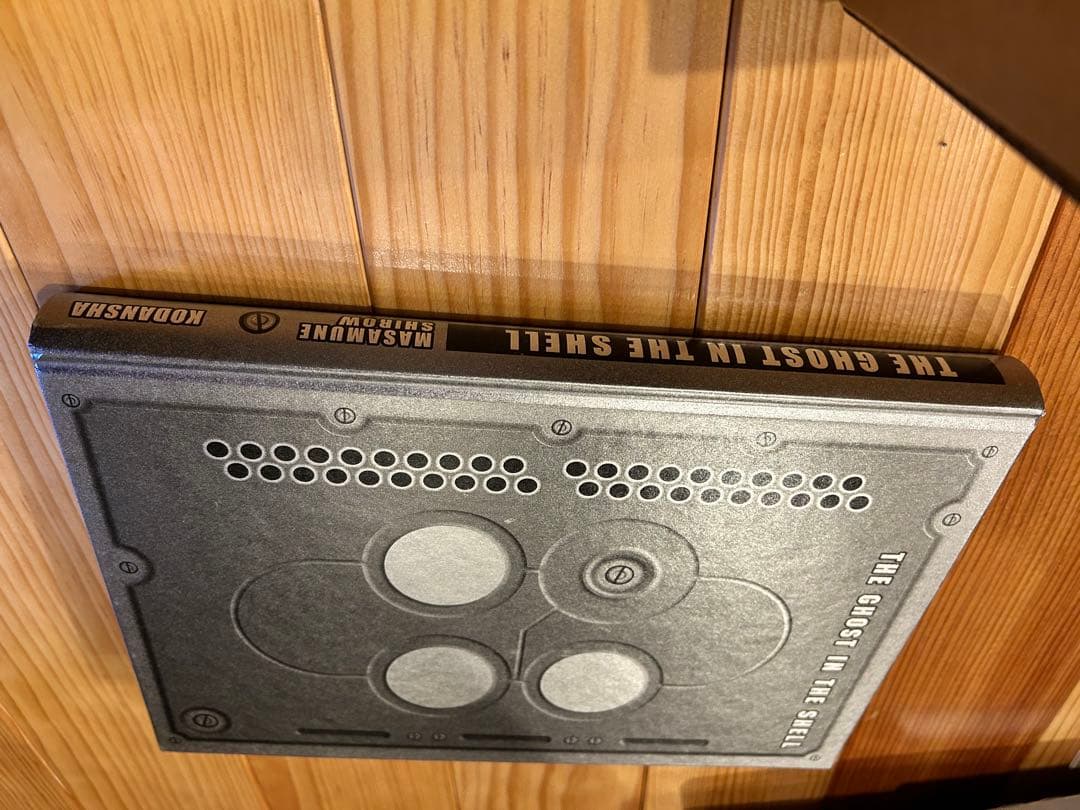 THE GHOST IN THE SHELL
MASAMUNE
SHIROW
KODANSHA
THE GHOST IN THE SHELL